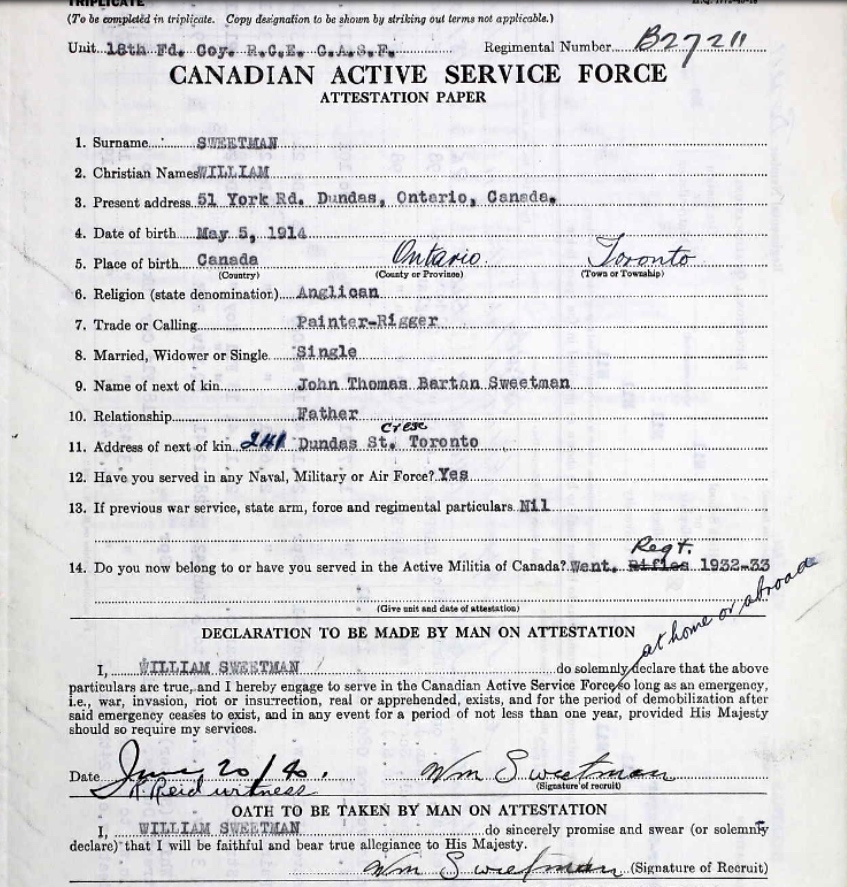 TRIPLICATE
(To be completed in triplicate. Copy designation to be shown by striking out terms not applicable.)
Unit 18th Fd. Coy. R.C.E. C.A.S.F. Regimental Number B27211
CANADIAN ACTIVE SERVICE FORCE
ATTESTATION PAPER
1. Surname SWEETMAN
2. Christian Names WILLIAM
3. Present address 51 York Rd. Dundas, Ontario, Canada.
4. Date of birth May 5, 1914
5. Place of birth Canada Ontario Toronto
(Country) (County or Province) (Town or Township)
6. Religion (state denomination) Anglican
7. Trade or Calling Painter-Rigger
8. Married, Widower or Single Single
9. Name of next of kin John Thomas Barton Sweetman
10. Relationship Father
Cresc
11. Address of next of kin 241 Dundas St. Toronto
12. Have you served in any Naval, Military or Air Force? Yes
13. If previous war service, state arm, force and regimental particulars Nil
Regt.
14. Do you now belong to or have you served in the Active Militia of Canada? Went. Rifles 1932-33
(Give unit and date of attestation)
at home or abroad
DECLARATION TO BE MADE BY MAN ON ATTESTATION
I, WILLIAM SWEETMAN do solemnly declare that the above
particulars are true, and I hereby engage to serve in the Canadian Active Service Force so long as an emergency,
i.e., war, invasion, riot or insurrection, real or apprehended, exists, and for the period of demobilization after
said emergency ceases to exist, and in any event for a period of not less than one year, provided His Majesty
should so require my services.
Date June 20/40. Wm Sweetman
R. Reid witness (Signature of recruit)
OATH TO BE TAKEN BY MAN ON ATTESTATION
I, WILLIAM SWEETMAN do sincerely promise and swear (or solemnly
declare) that I will be faithful and bear true allegiance to His Majesty.
Wm Sweetman (Signature of Recruit)